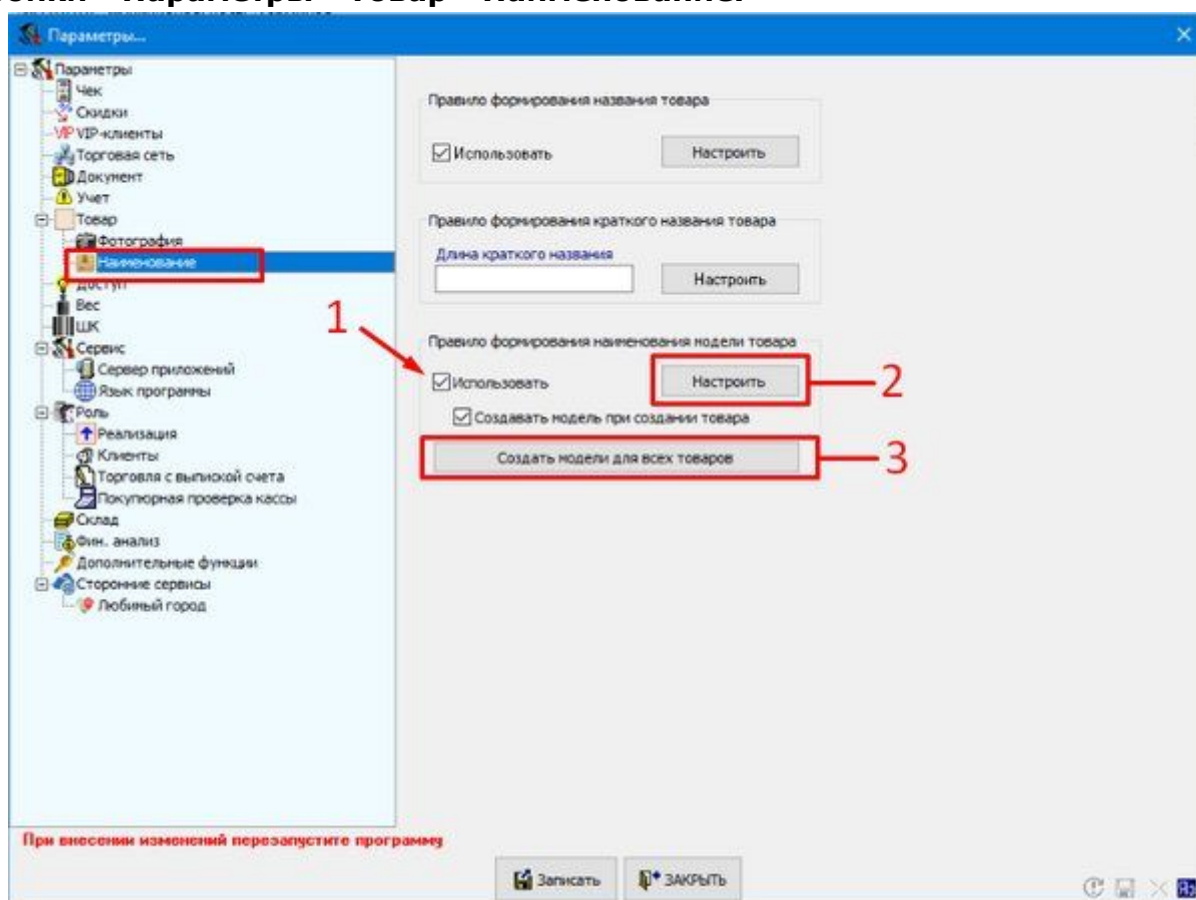 Параметры - Товар - Наименование.
Параметры...
Параметры
Чек
Скидки
VIP VIP-клиенты
Торговая сеть
Документ
Учет
Товар
Фотография
Наименование
Доступ
Вес
ШК
Сервис
Сервер приложений
Язык программы
Роль
Реализация
Клиенты
Торговля с выпиской счета
Покупюрная проверка кассы
Склад
Фин. анализ
Дополнительные функции
Сторонние сервисы
Любимый город
Правило формирования названия товара
Использовать
Настроить
Правило формирования краткого названия товара
Длина краткого названия
Настроить
1
Правило формирования наименования модели товара
Использовать
Настроить
2
Создавать модель при создании товара
Создать модели для всех товаров
3
При внесении изменений перезапустите программу
Записать
ЗАКРЫТЬ